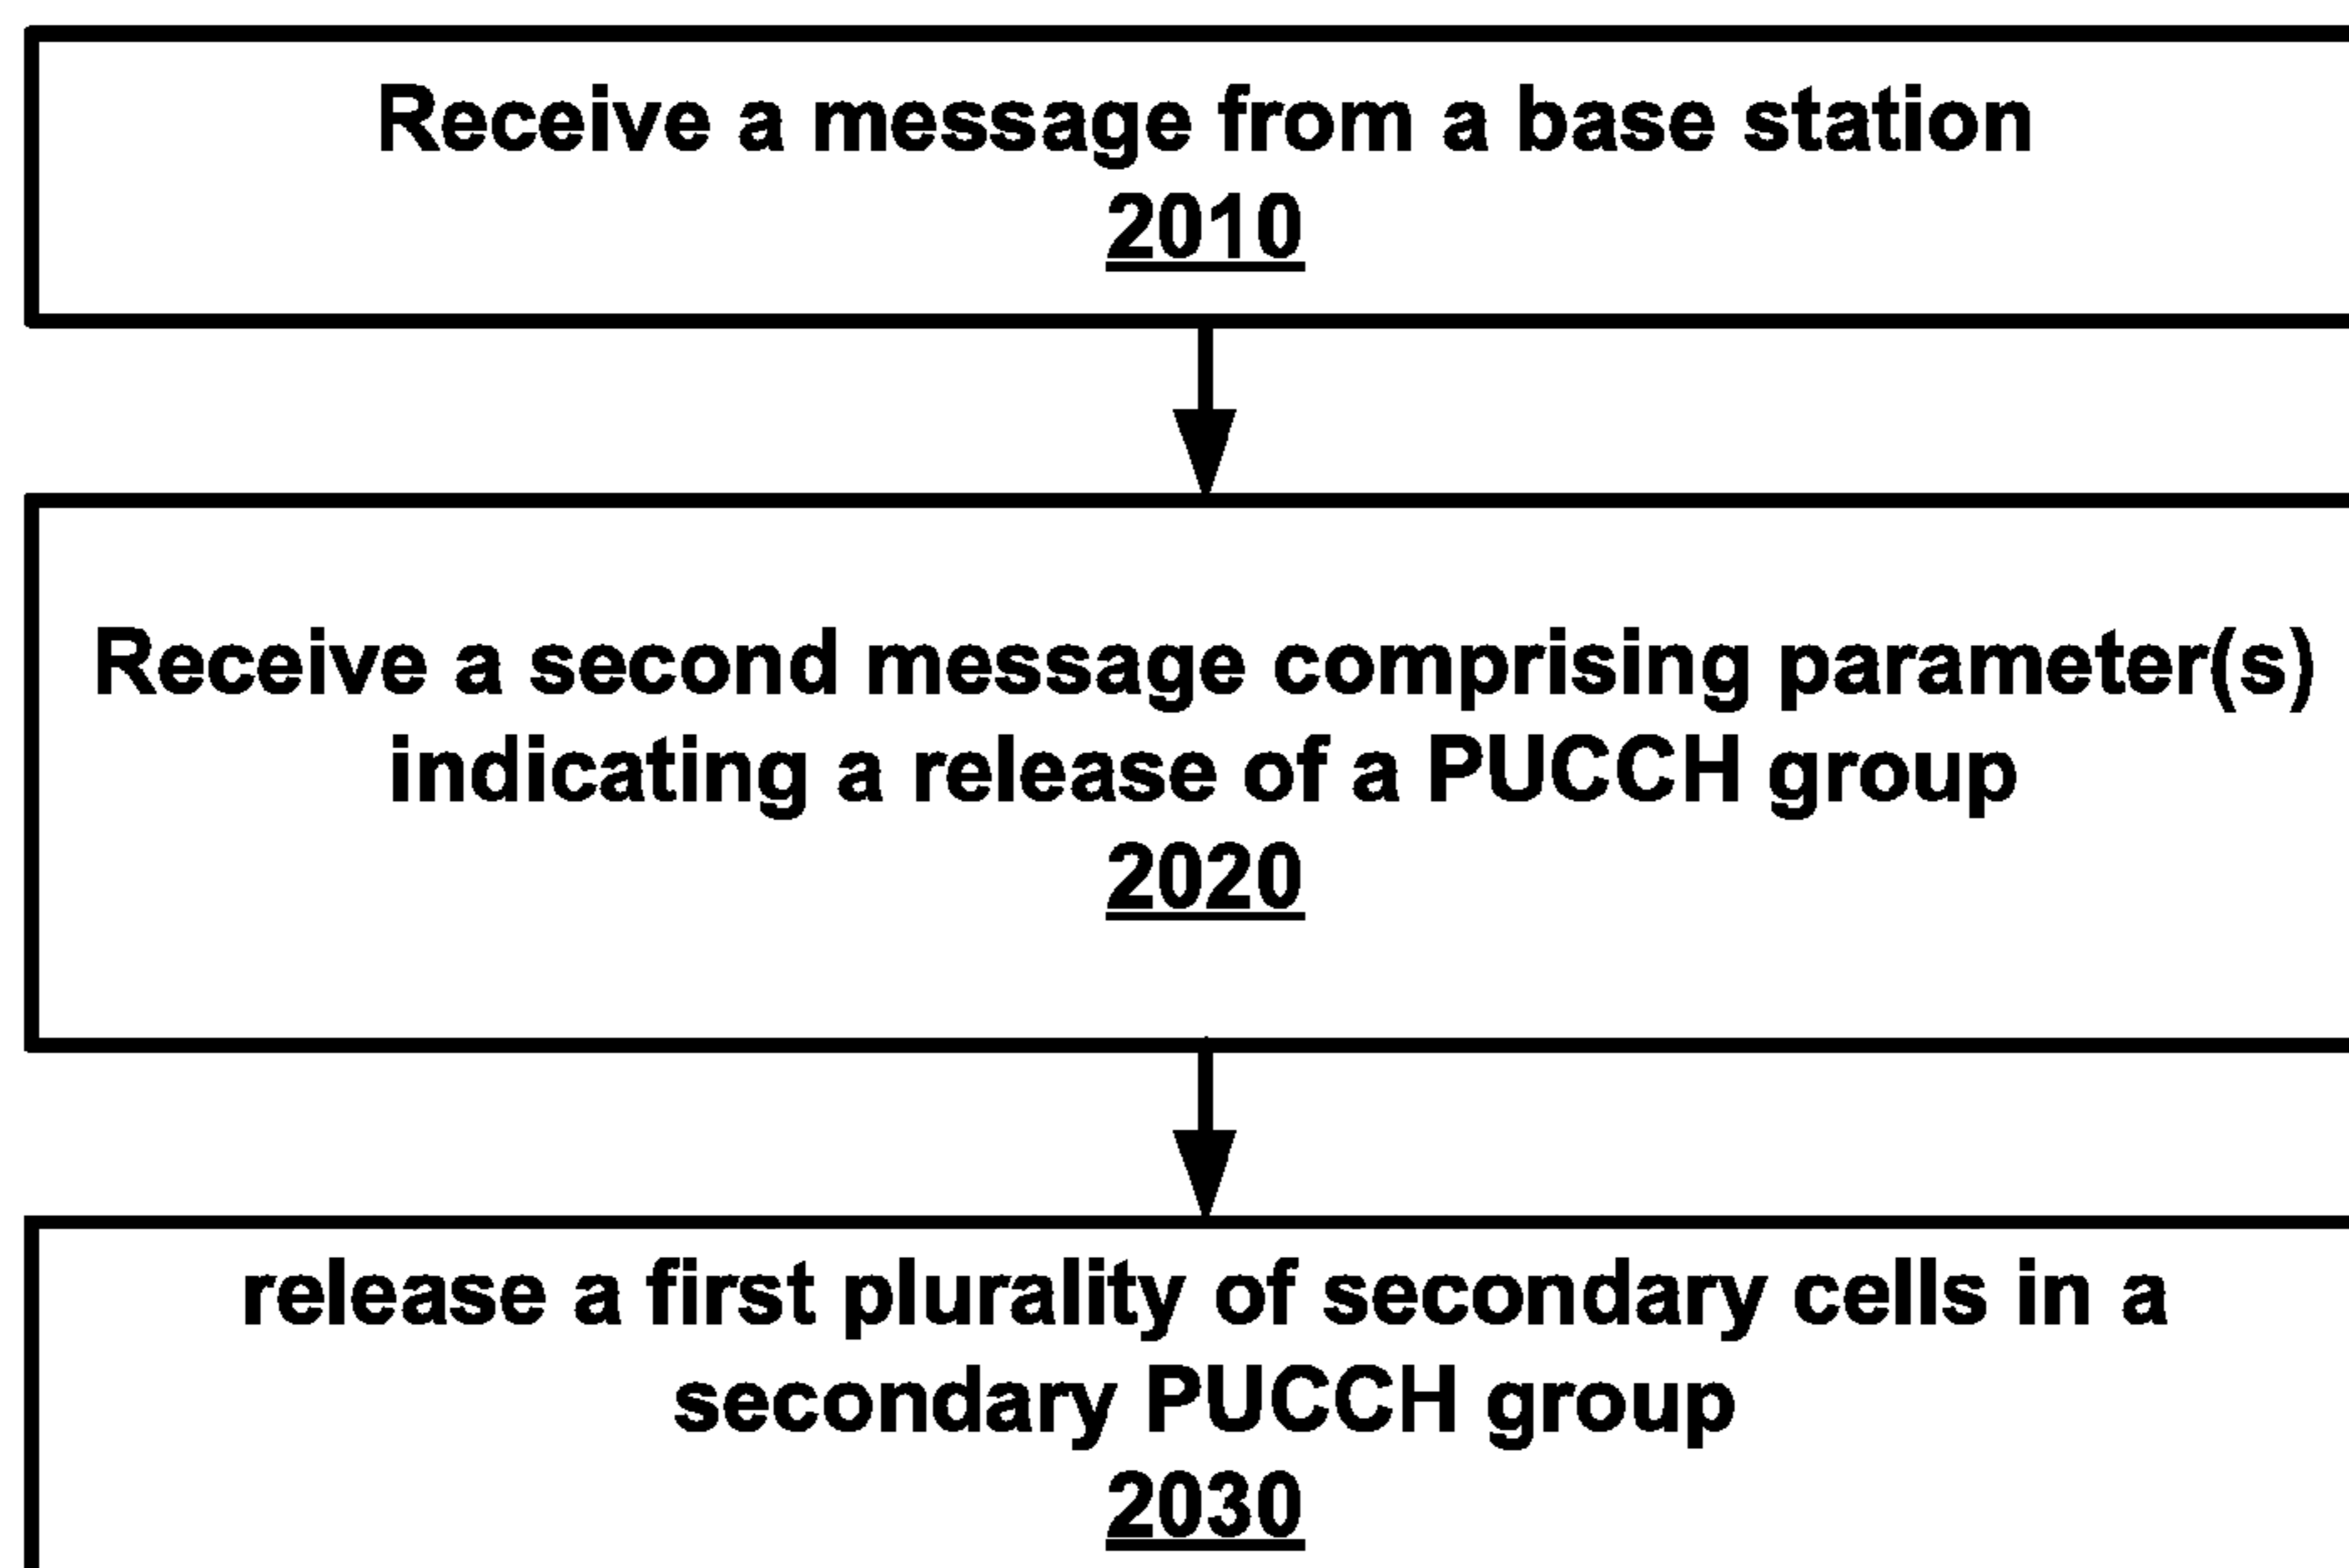 Receive a message from a base station
2010
Receive a second message comprising parameter(s)
indicating a release of a PUCCH group
2020
release a first plurality of secondary cells in a
secondary PUCCH group
2030